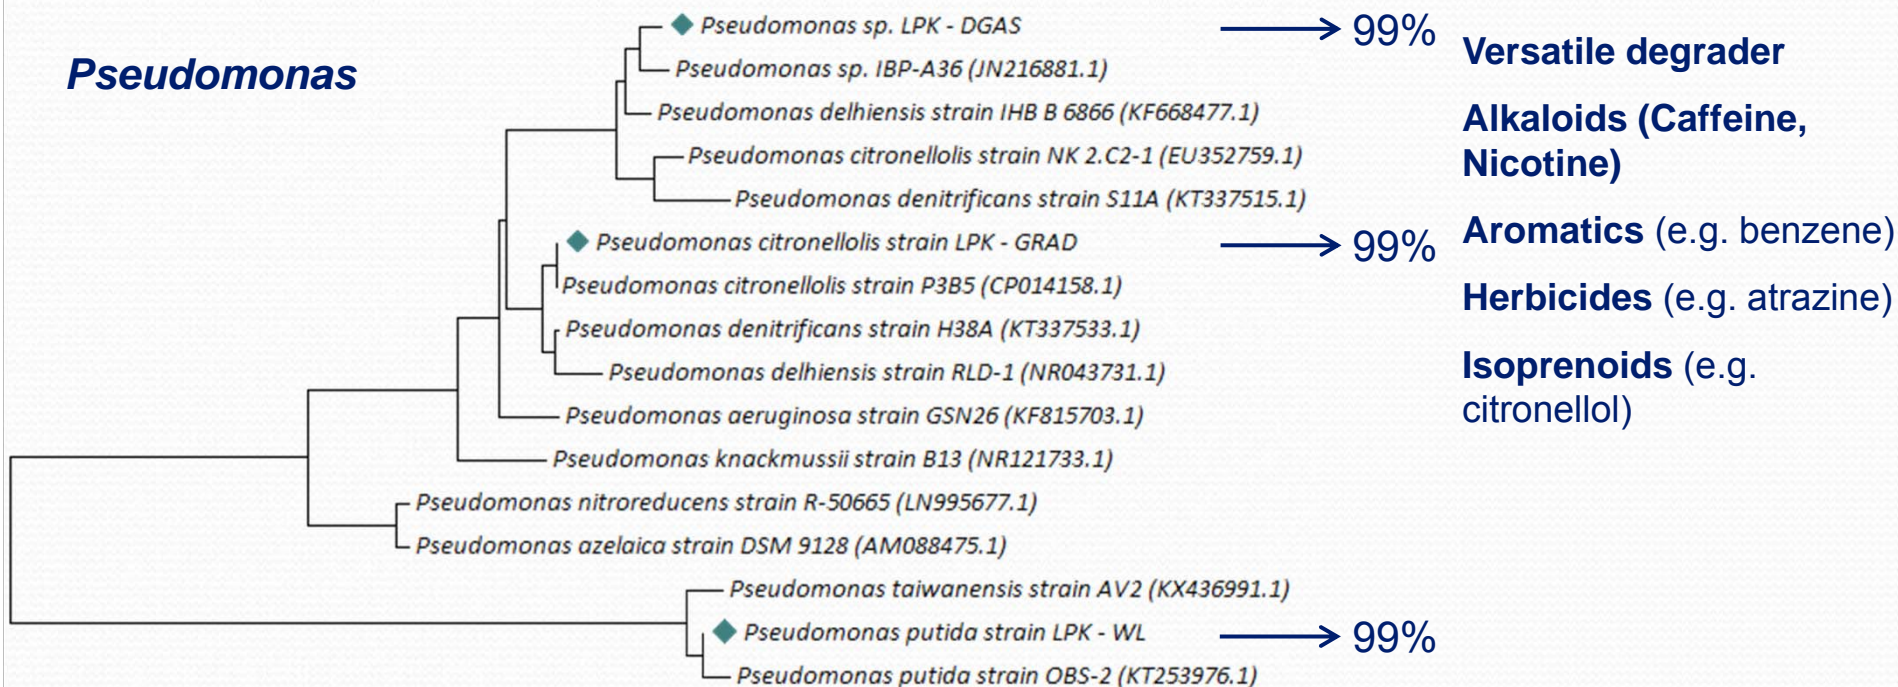 Pseudomonas
Pseudomonas sp. LPK - DGAS
Pseudomonas sp. IBP-A36 (JN216881.1)
Pseudomonas delhiensis strain IHB B 6866 (KF668477.1)
Pseudomonas citronellolis strain NK 2.C2-1 (EU352759.1)
Pseudomonas denitrificans strain S11A (KT337515.1)
Pseudomonas citronellolis strain LPK - GRAD
Pseudomonas citronellolis strain P3B5 (CP014158.1)
Pseudomonas denitrificans strain H38A (KT337533.1)
Pseudomonas delhiensis strain RLD-1 (NR043731.1)
Pseudomonas aeruginosa strain GSN26 (KF815703.1)
Pseudomonas knackmussii strain B13 (NR121733.1)
Pseudomonas nitroreducens strain R-50665 (LN995677.1)
Pseudomonas azelaica strain DSM 9128 (AM088475.1)
Pseudomonas taiwanensis strain AV2 (KX436991.1)
Pseudomonas putida strain LPK - WL
Pseudomonas putida strain OBS-2 (KT253976.1)
99%
99%
99%
Versatile degrader
Alkaloids (Caffeine,
Nicotine)
Aromatics (e.g. benzene)
Herbicides (e.g. atrazine)
Isoprenoids (e.g.
citronellol)